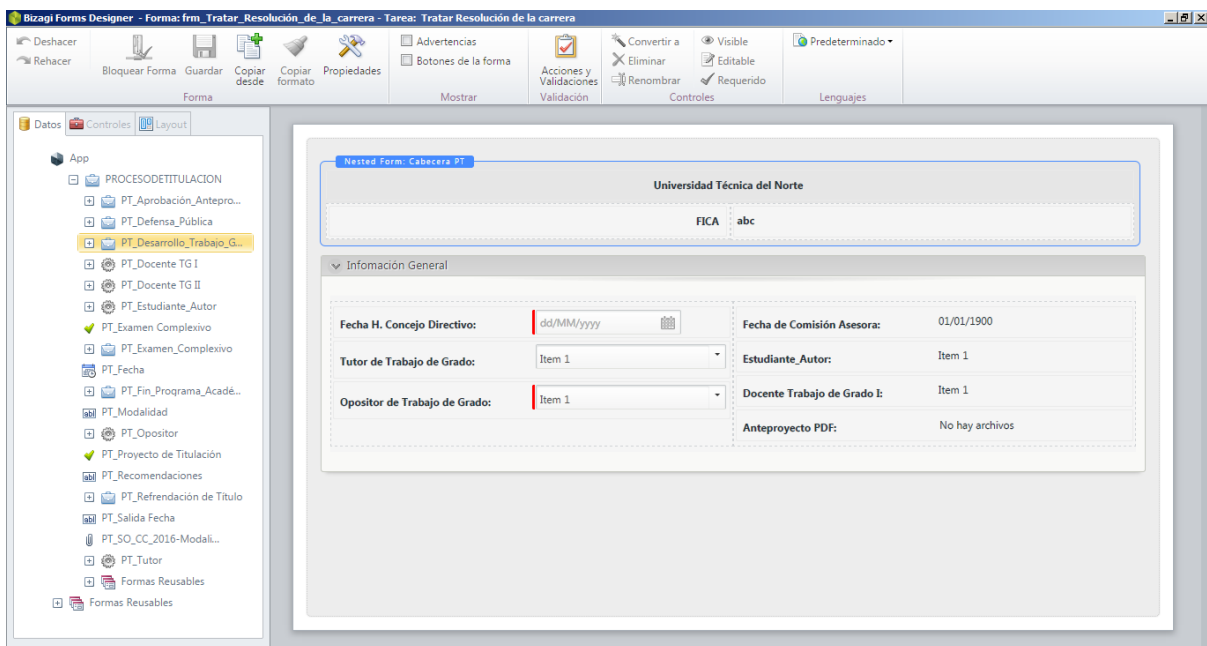 Bizagi Forms Designer - Forma: frm_Tratar_Resolución_de_la_carrera - Tarea: Tratar Resolución de la carrera
Deshacer
Rehacer
Bloquear Forma
Guardar
Copiar desde
Copiar formato
Propiedades
Forma
Advertencias
Botones de la forma
Mostrar
Acciones y Validaciones
Validación
Convertir a
Eliminar
Renombrar
Visible
Editable
Requerido
Controles
Predeterminado
Lenguajes
Datos
Controles
Layout
App
PROCESODETITULACION
PT_Aprobación_Antepro...
PT_Defensa_Pública
PT_Desarrollo_Trabajo_G...
PT_Docente TG I
PT_Docente TG II
PT_Estudiante_Autor
PT_Examen Complexivo
PT_Examen_Complexivo
PT_Fecha
PT_Fin_Programa_Acadé...
PT_Modalidad
PT_Opositor
PT_Proyecto de Titulación
PT_Recomendaciones
PT_Refrendación de Título
PT_Salida Fecha
PT_SO_CC_2016-Modali...
PT_Tutor
Formas Reusables
Formas Reusables
Nested Form: Cabecera PT
Universidad Técnica del Norte
FICA abc
Infomación General
Fecha H. Concejo Directivo: dd/MM/yyyy
Tutor de Trabajo de Grado: Item 1
Opositor de Trabajo de Grado: Item 1
Fecha de Comisión Asesora: 01/01/1900
Estudiante_Autor: Item 1
Docente Trabajo de Grado I: Item 1
Anteproyecto PDF: No hay archivos